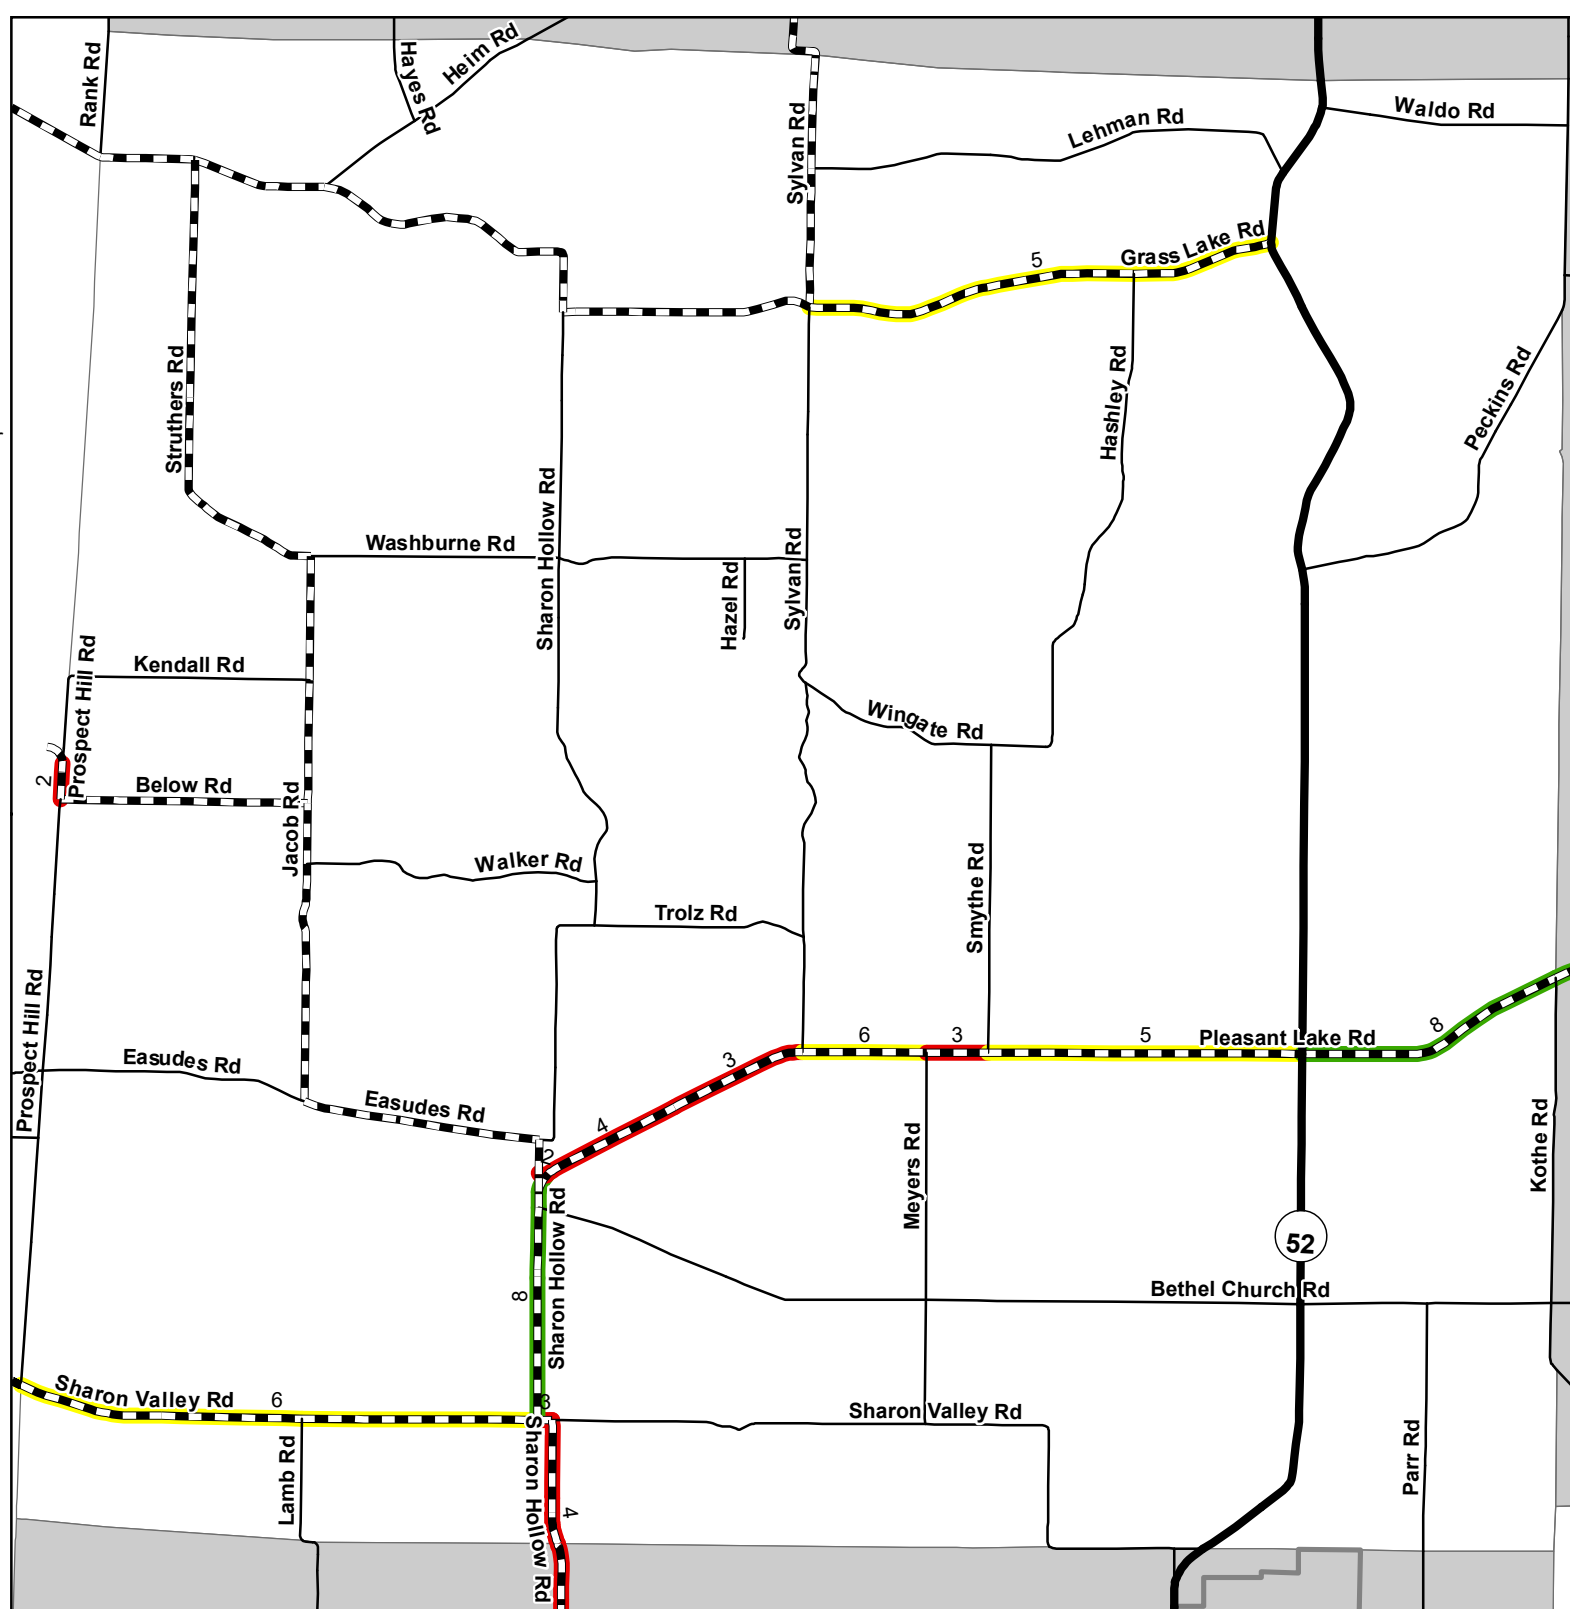 Rank Rd
Hayes Rd
Heim Rd
Sylvan Rd
Lehman Rd
Waldo Rd
Grass Lake Rd
5
Struthers Rd
Hashley Rd
Peckins Rd
Sharon Hollow Rd
Washburne Rd
Hazel Rd
Sylvan Rd
Prospect Hill Rd
Kendall Rd
Wingate Rd
2
Below Rd
Jacob Rd
Walker Rd
Smythe Rd
Trolz Rd
Prospect Hill Rd
Easudes Rd
Easudes Rd
3
6
3
5
Pleasant Lake Rd
8
4
2
Meyers Rd
Kothe Rd
Sharon Hollow Rd
52
8
Bethel Church Rd
Sharon Valley Rd
6
3
Sharon Valley Rd
Lamb Rd
Sharon Hollow Rd
4
Parr Rd